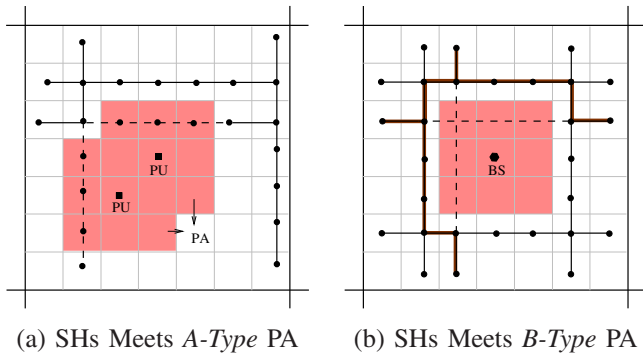 PU
PU
PA
BS
(a) SHs Meets A-Type PA
(b) SHs Meets B-Type PA